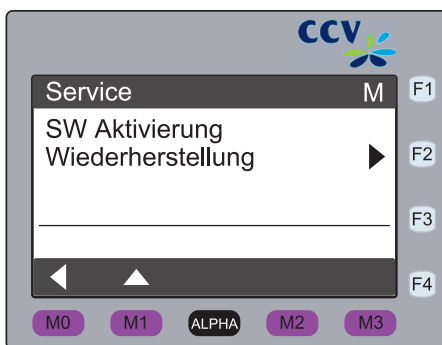 CCV
Service M F1
SW Aktivierung
Wiederherstellung F2
F3
F4
M0 M1 ALPHA M2 M3